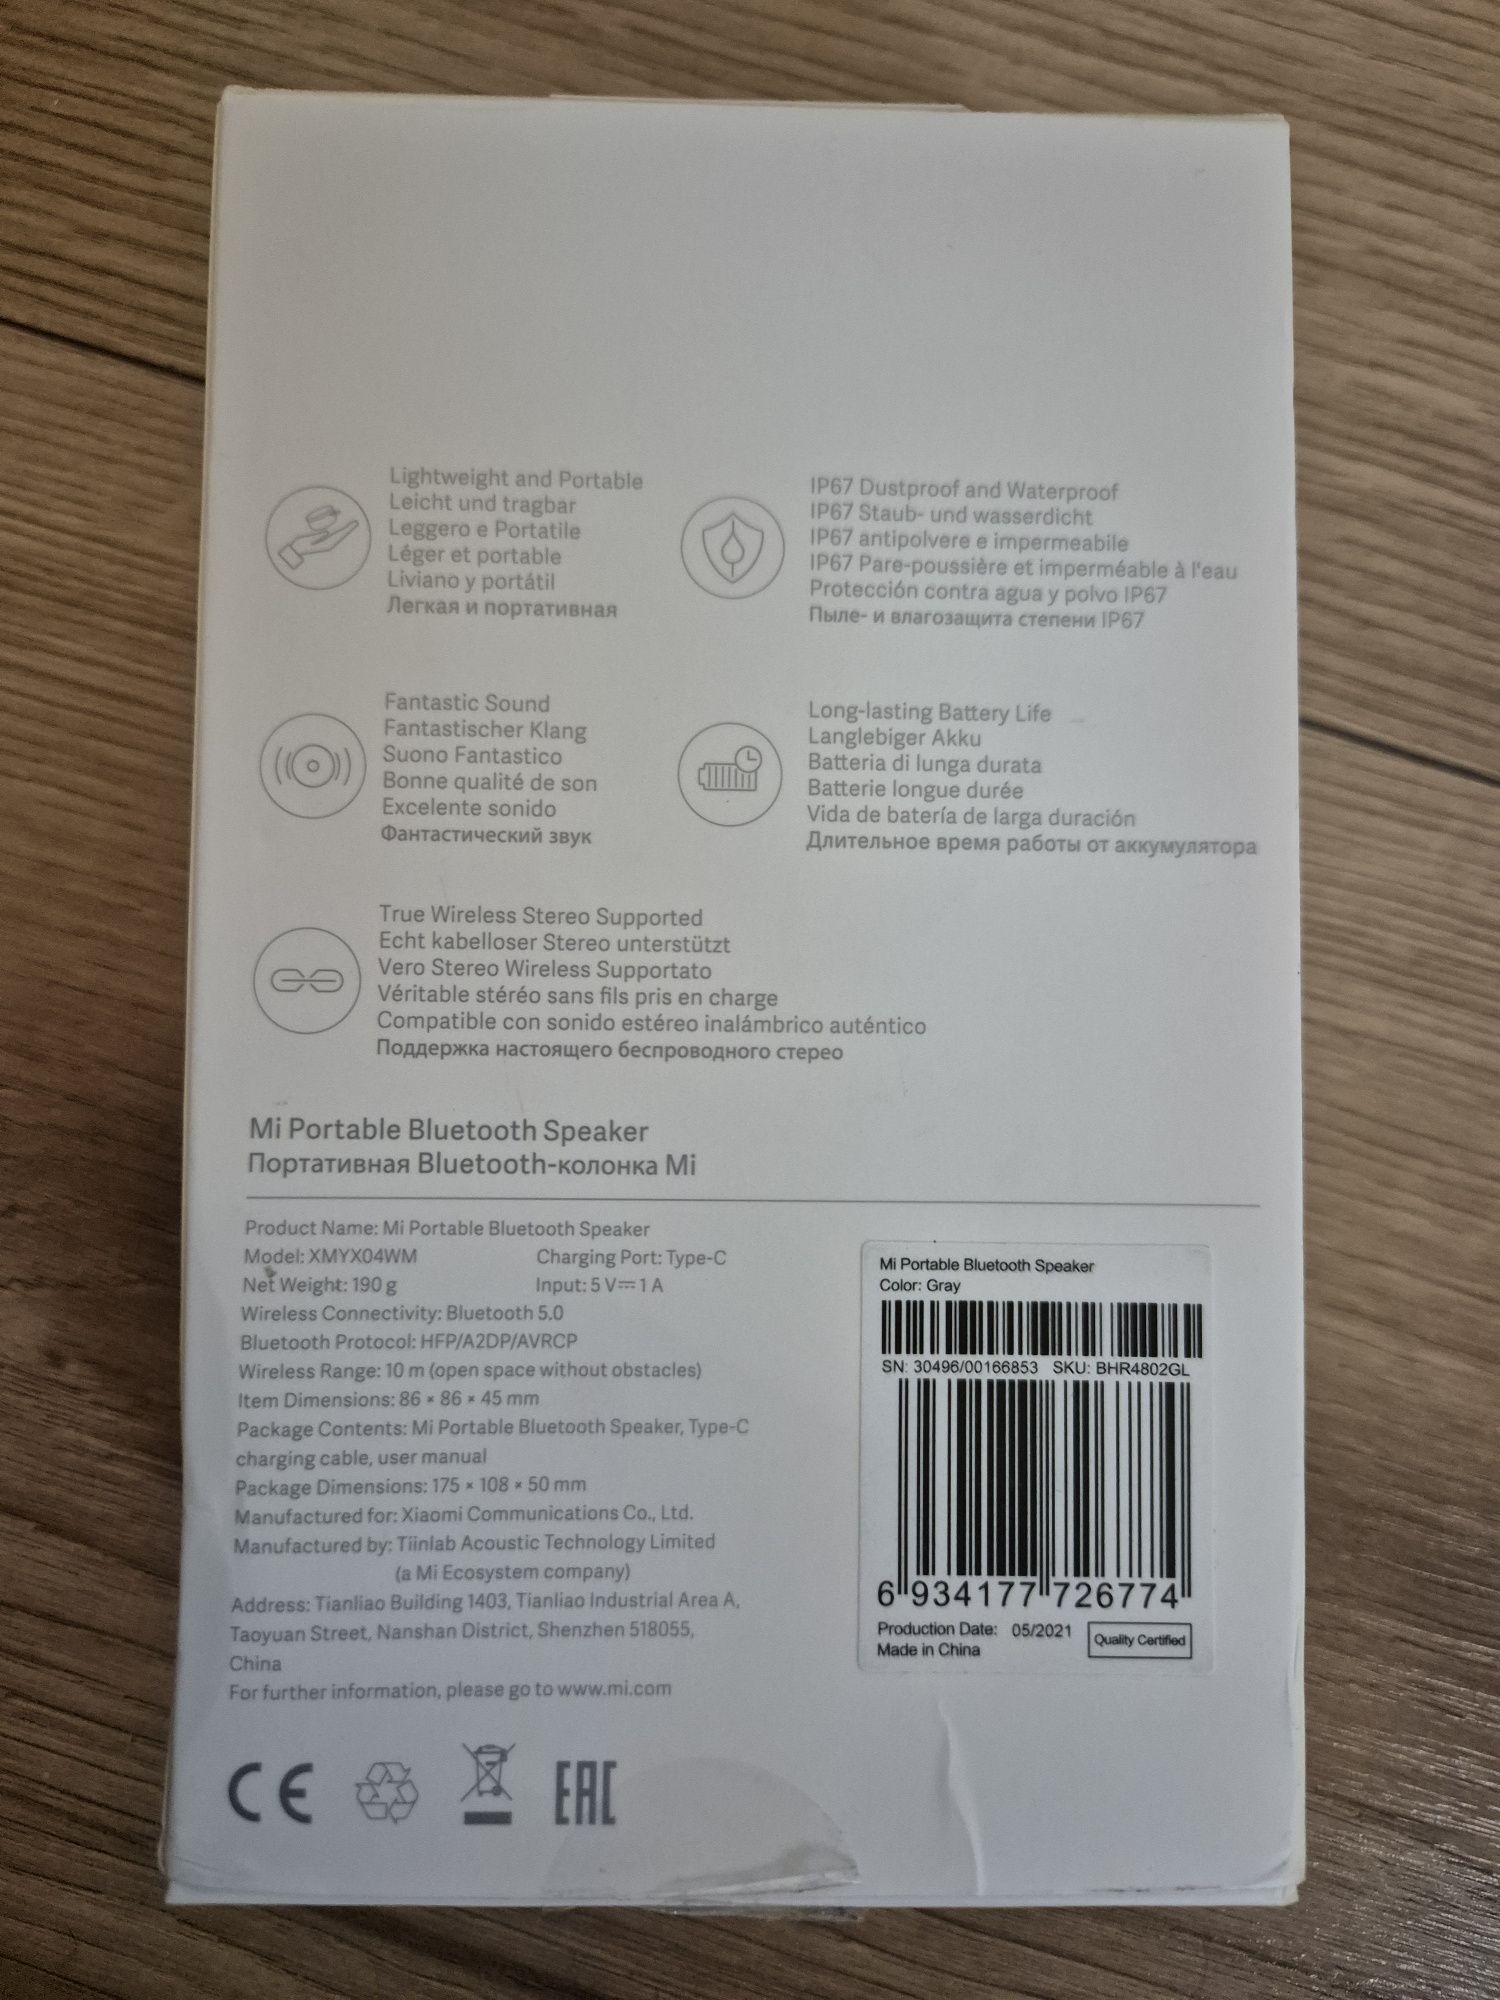 Lightweight and Portable
Leicht und tragbar
Leggero e Portatile
Léger et portable
Liviano y portátil
Легкая и портативная
IP67 Dustproof and Waterproof
IP67 Staub- und wasserdicht
IP67 antipolvere e impermeabile
IP67 Pare-poussière et imperméable à l'eau
Protección contra agua y polvo IP67
Пыле- и влагозащита степени IP67
Fantastic Sound
Fantastischer Klang
Suono Fantastico
Bonne qualité de son
Excelente sonido
Фантастический звук
Long-lasting Battery Life
Langlebiger Akku
Batteria di lunga durata
Batterie longue durée
Vida de batería de larga duración
Длительное время работы от аккумулятора
True Wireless Stereo Supported
Echt kabelloser Stereo unterstützt
Vero Stereo Wireless Supportato
Véritable stéréo sans fils pris en charge
Compatible con sonido estéreo inalámbrico auténtico
Поддержка настоящего беспроводного стерео
Mi Portable Bluetooth Speaker
Портативная Bluetooth-колонка Mi
Product Name: Mi Portable Bluetooth Speaker
Model: XMYX04WM Charging Port: Type-C
Net Weight: 190 g Input: 5 V⎓1 A
Wireless Connectivity: Bluetooth 5.0
Bluetooth Protocol: HFP/A2DP/AVRCP
Wireless Range: 10 m (open space without obstacles)
Item Dimensions: 86 × 86 × 45 mm
Package Contents: Mi Portable Bluetooth Speaker, Type-C
charging cable, user manual
Package Dimensions: 175 × 108 × 50 mm
Manufactured for: Xiaomi Communications Co., Ltd.
Manufactured by: Tiinlab Acoustic Technology Limited
(a Mi Ecosystem company)
Address: Tianliao Building 1403, Tianliao Industrial Area A,
Taoyuan Street, Nanshan District, Shenzhen 518055,
China
For further information, please go to www.mi.com
CE
EAC
Mi Portable Bluetooth Speaker
Color: Gray
SN: 30496/00166853 SKU: BHR4802GL
6 934177 726774
Production Date: 05/2021
Made in China
Quality Certified